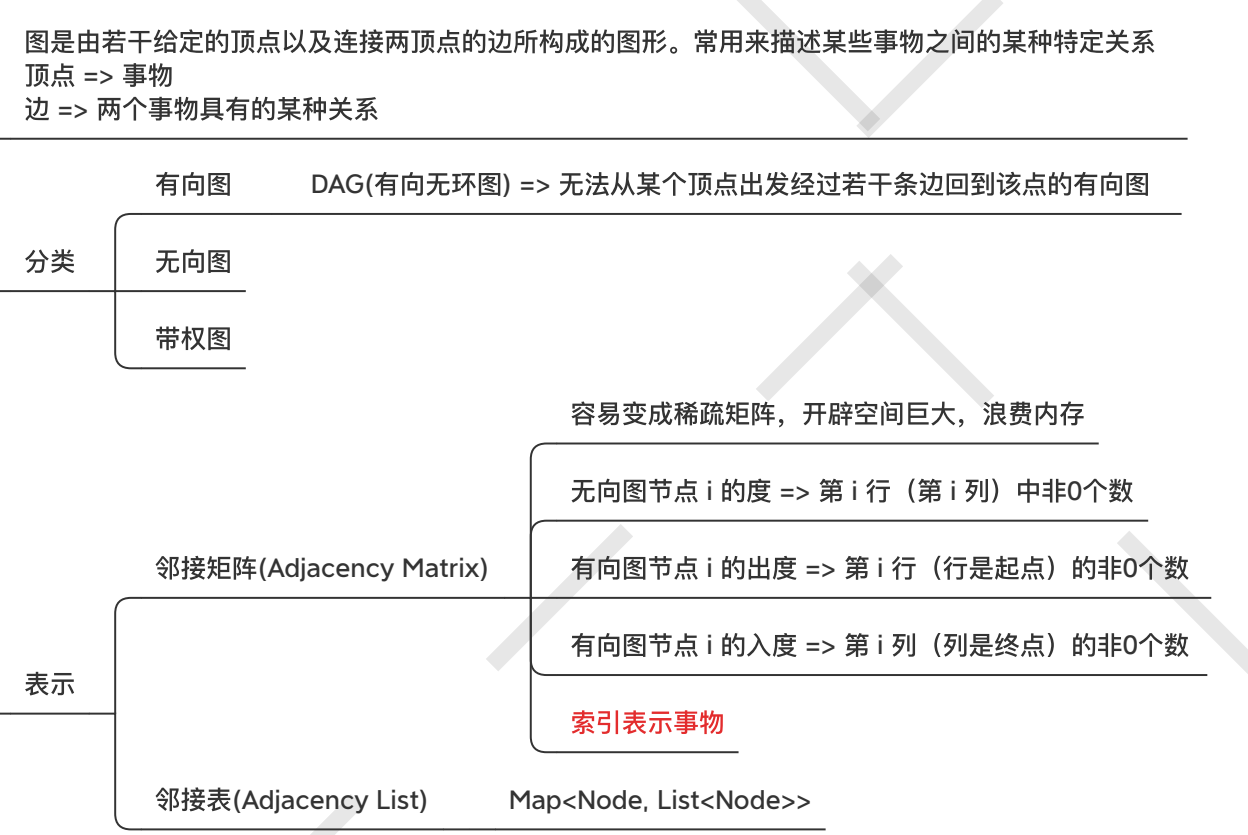 图是由若干给定的顶点以及连接两顶点的边所构成的图形。常用来描述某些事物之间的某种特定关系
顶点 => 事物
边 => 两个事物具有的某种关系
有向图
DAG(有向无环图) => 无法从某个顶点出发经过若干条边回到该点的有向图
分类
无向图
带权图
容易变成稀疏矩阵，开辟空间巨大，浪费内存
无向图节点 i 的度 => 第 i 行（第 i 列）中非0个数
邻接矩阵(Adjacency Matrix)
有向图节点 i 的出度 => 第 i 行（行是起点）的非0个数
有向图节点 i 的入度 => 第 i 列（列是终点）的非0个数
表示
索引表示事物
邻接表(Adjacency List)
Map<Node, List<Node>>